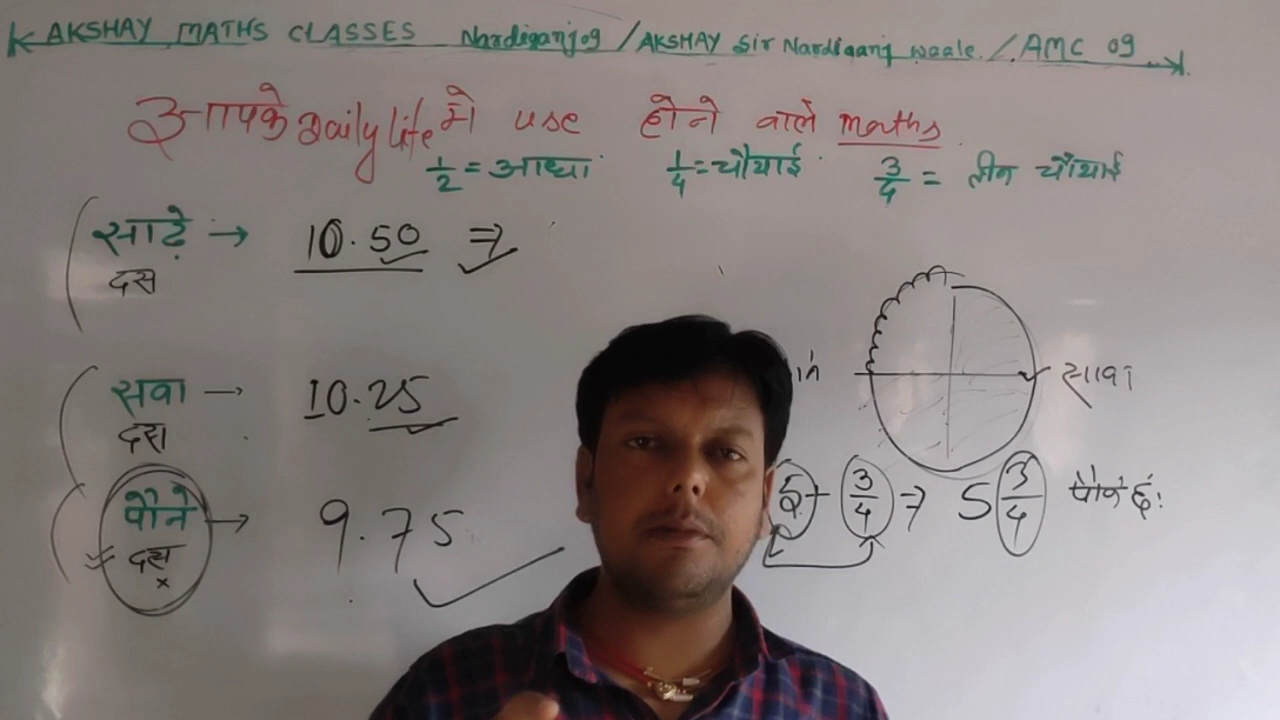 AKSHAY MATHS CLASSES Nardiganj09 / AKSHAY Sir Nardiganj waale. / AMC 09
आपके Daily life में use होने वाले maths
1/2 = आधा 1/4 = चौथाई 3/4 = तीन चौथाई
साढ़े → 10.50 ⇒
दस
सवा → 10.25
दस
पौने → 9.75
दस
x
5 + 3/4 ⇒ 5 3/4 पौने छः